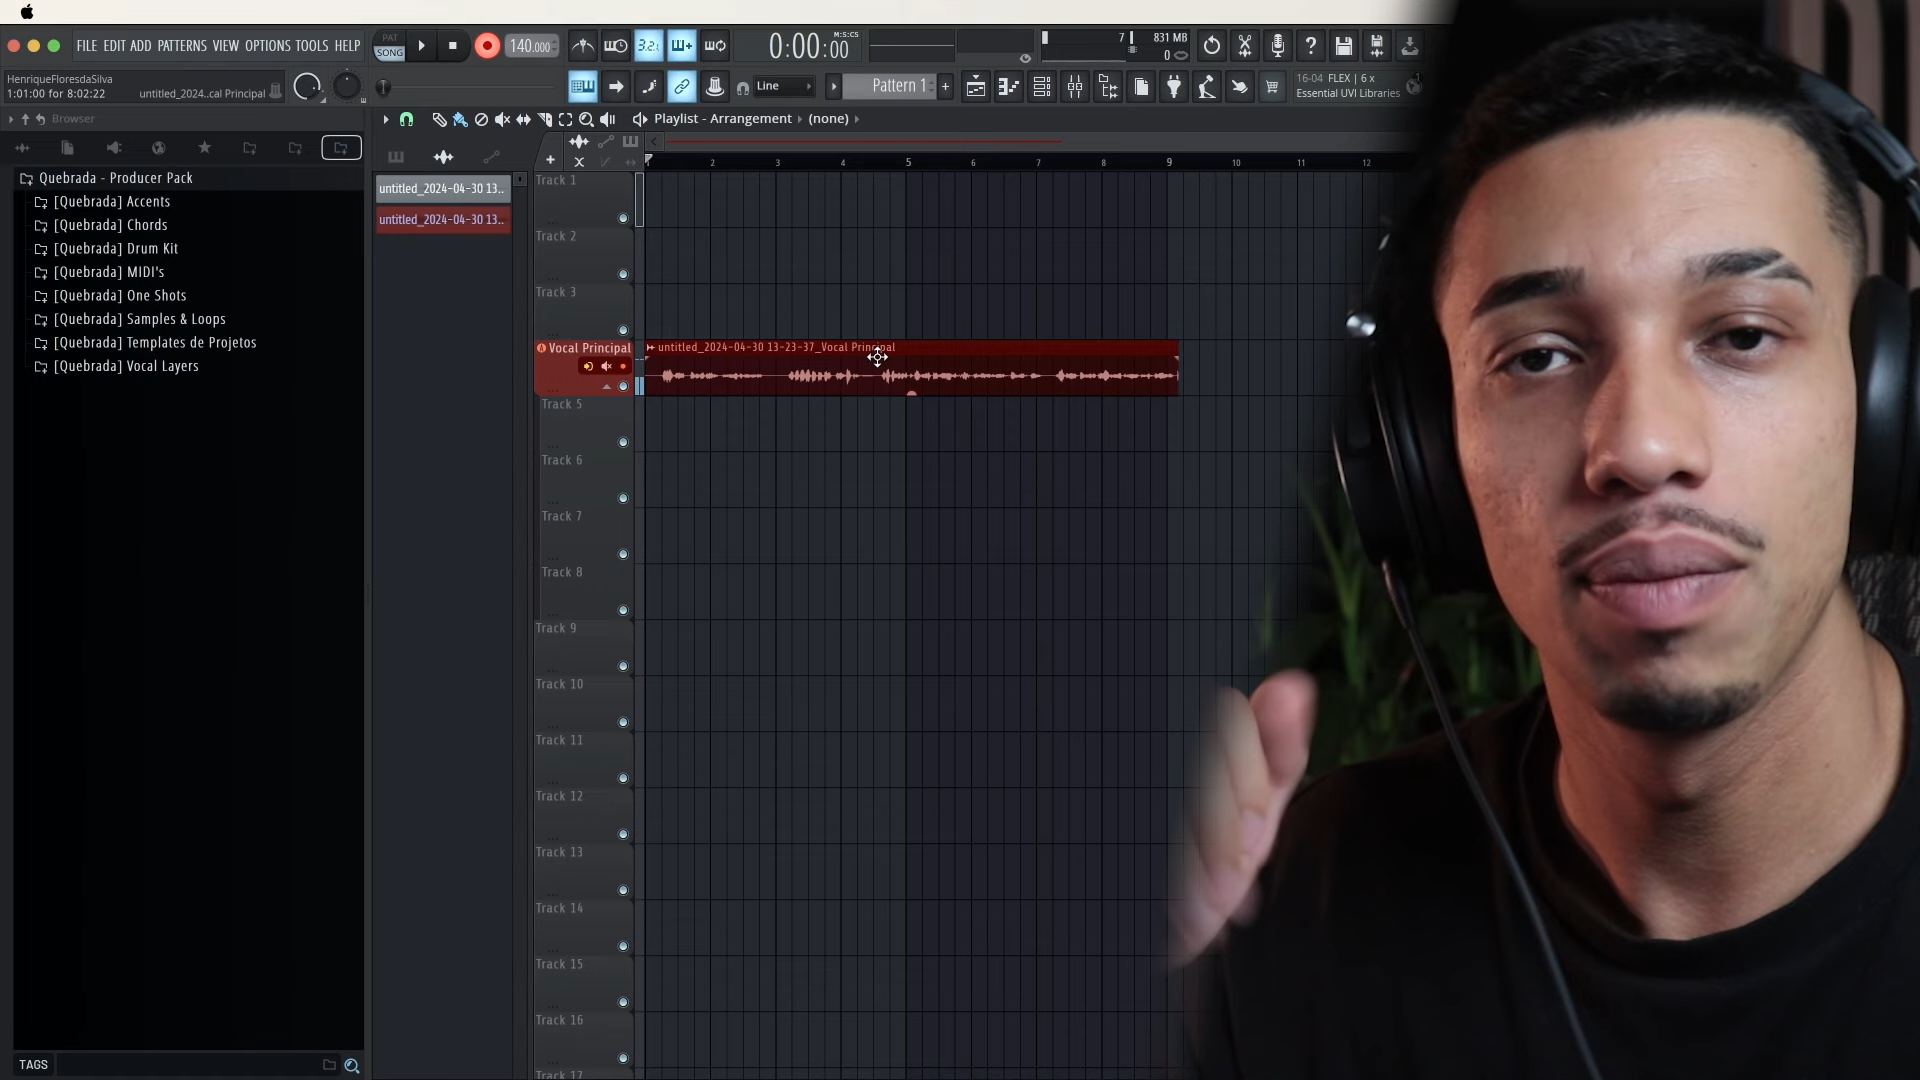 FILE EDIT ADD PATTERNS VIEW OPTIONS TOOLS HELP
PAT
SONG
140.000
3.2.
0:00:00
M:S:CS
7
831 MB
0
HenriqueFloresdaSilva
1:01:00 for 8:02:22
untitled_2024..cal Principal
Line
Pattern 1
16-04 FLEX | 6 x
Essential UVI Libraries
Browser
Playlist - Arrangement
(none)
2 3 4 5 6 7 8 9 10 11 12
Quebrada - Producer Pack
[Quebrada] Accents
[Quebrada] Chords
[Quebrada] Drum Kit
[Quebrada] MIDI's
[Quebrada] One Shots
[Quebrada] Samples & Loops
[Quebrada] Templates de Projetos
[Quebrada] Vocal Layers
untitled_2024-04-30 13..
untitled_2024-04-30 13..
Track 1
Track 2
Track 3
Vocal Principal
untitled_2024-04-30 13-23-37_Vocal Principal
Track 5
Track 6
Track 7
Track 8
Track 9
Track 10
Track 11
Track 12
Track 13
Track 14
Track 15
Track 16
Track 17
TAGS